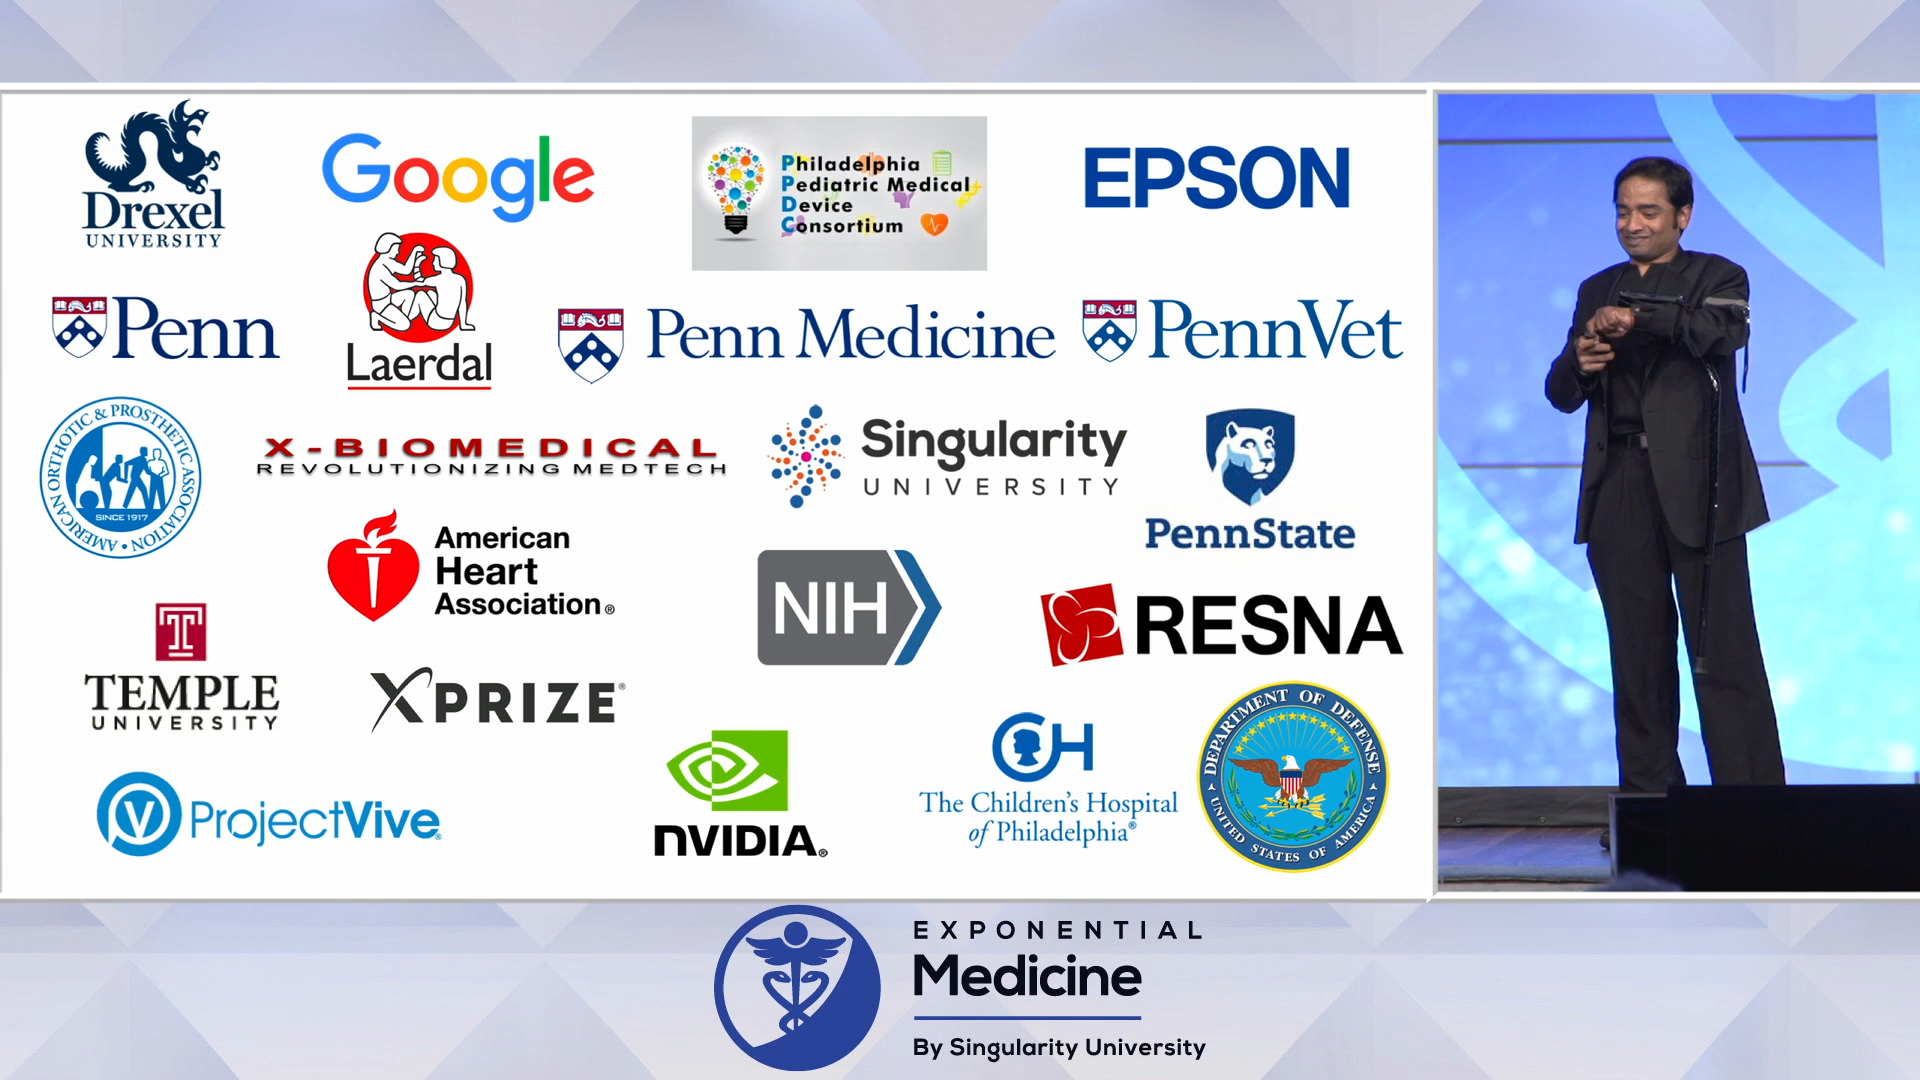 Drexel
UNIVERSITY
Google
Philadelphia
Pediatric Medical
Device
Consortium
EPSON
Penn
Laerdal
Penn Medicine
PennVet
AMERICAN ORTHOTIC & PROSTHETIC ASSOCIATION
SINCE 1917
X-BIOMEDICAL
REVOLUTIONIZING MEDTECH
Singularity
UNIVERSITY
PennState
American
Heart
Association®
NIH
RESNA
TEMPLE
UNIVERSITY
XPRIZE®
ProjectVive®
NVIDIA®
CH
The Children's Hospital
of Philadelphia®
DEPARTMENT OF DEFENSE
UNITED STATES OF AMERICA
EXPONENTIAL
Medicine
By Singularity University